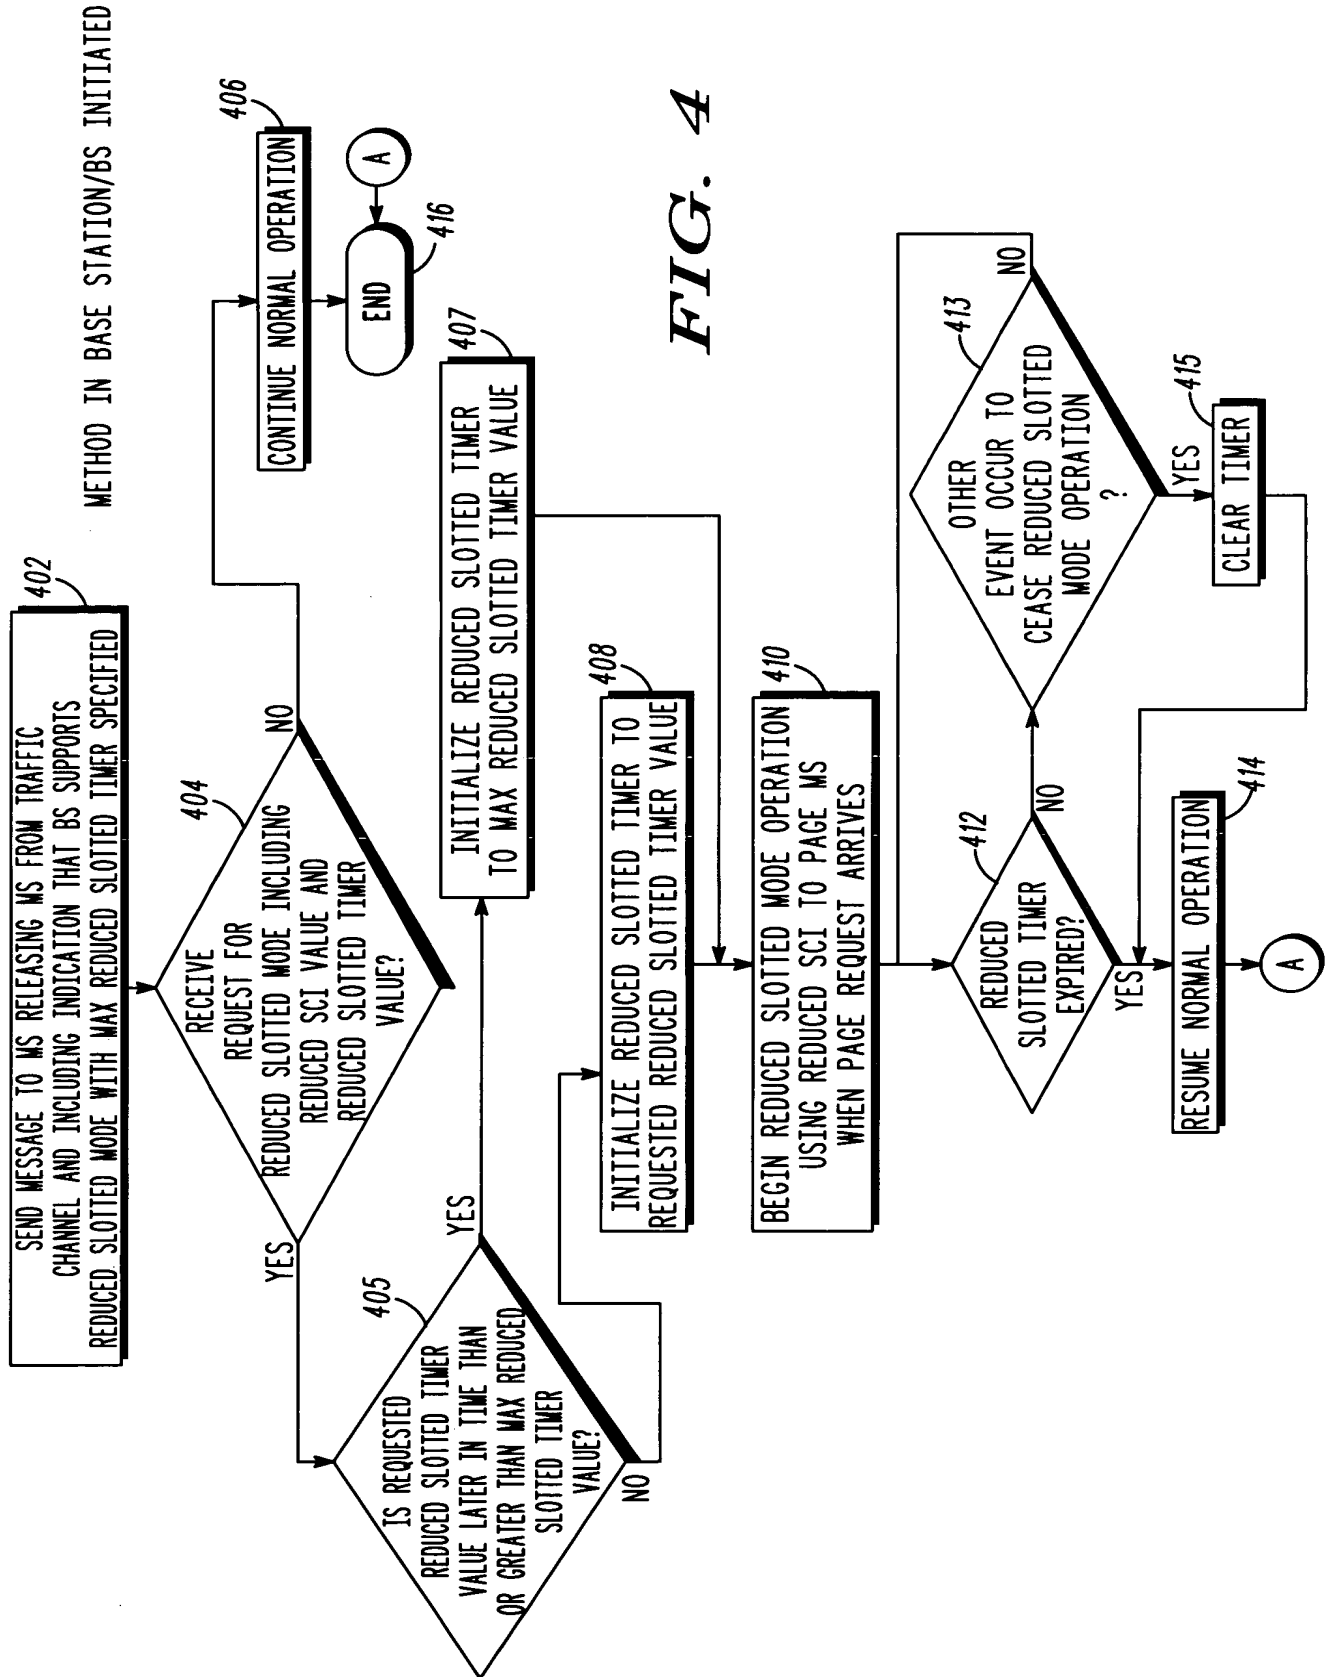 METHOD IN BASE STATION/BS INITIATED
402
SEND MESSAGE TO MS RELEASING MS FROM TRAFFIC
CHANNEL AND INCLUDING INDICATION THAT BS SUPPORTS
REDUCED SLOTTED MODE WITH MAX REDUCED SLOTTED TIMER SPECIFIED
404
RECEIVE
REQUEST FOR
REDUCED SLOTTED MODE INCLUDING
REDUCED SCI VALUE AND
REDUCED SLOTTED TIMER
VALUE?
NO
YES
406
CONTINUE NORMAL OPERATION
A
END
416
405
IS REQUESTED
REDUCED SLOTTED TIMER
VALUE LATER IN TIME THAN
OR GREATER THAN MAX REDUCED
SLOTTED TIMER
VALUE?
YES
NO
407
INITIALIZE REDUCED SLOTTED TIMER
TO MAX REDUCED SLOTTED TIMER VALUE
408
INITIALIZE REDUCED SLOTTED TIMER TO
REQUESTED REDUCED SLOTTED TIMER VALUE
410
BEGIN REDUCED SLOTTED MODE OPERATION
USING REDUCED SCI TO PAGE MS
WHEN PAGE REQUEST ARRIVES
412
REDUCED
SLOTTED TIMER
EXPIRED?
NO
YES
413
OTHER
EVENT OCCUR TO
CEASE REDUCED SLOTTED
MODE OPERATION
?
NO
YES
415
CLEAR TIMER
414
RESUME NORMAL OPERATION
A
FIG. 4